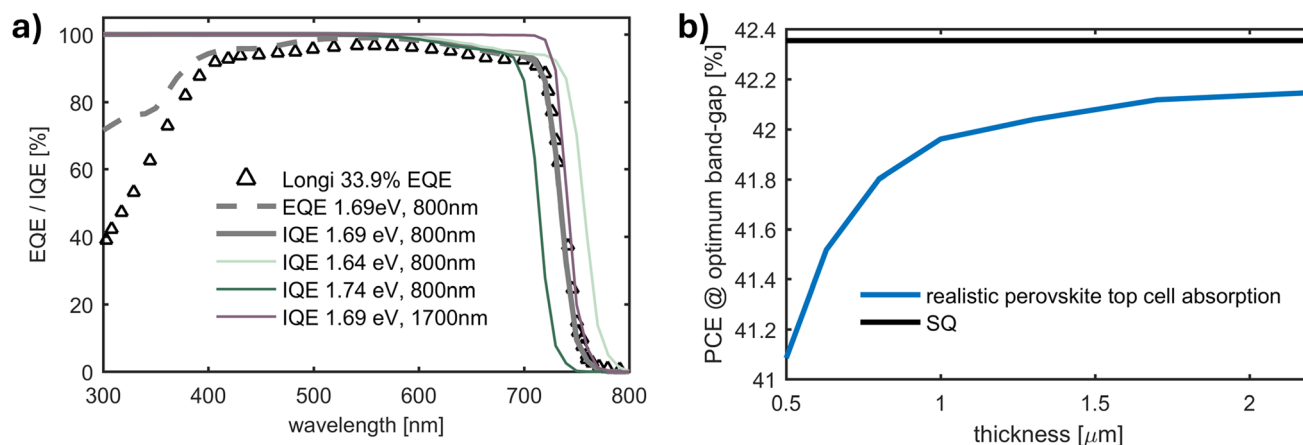 a)
EQE / IQE [%]
100
80
60
40
20
0
Longi 33.9% EQE
EQE 1.69eV, 800nm
IQE 1.69 eV, 800nm
IQE 1.64 eV, 800nm
IQE 1.74 eV, 800nm
IQE 1.69 eV, 1700nm
300 400 500 600 700 800
wavelength [nm]
b)
PCE @ optimum band-gap [%]
42.4
42.2
42
41.8
41.6
41.4
41.2
41
realistic perovskite top cell absorption
SQ
0.5 1 1.5 2
thickness [μm]